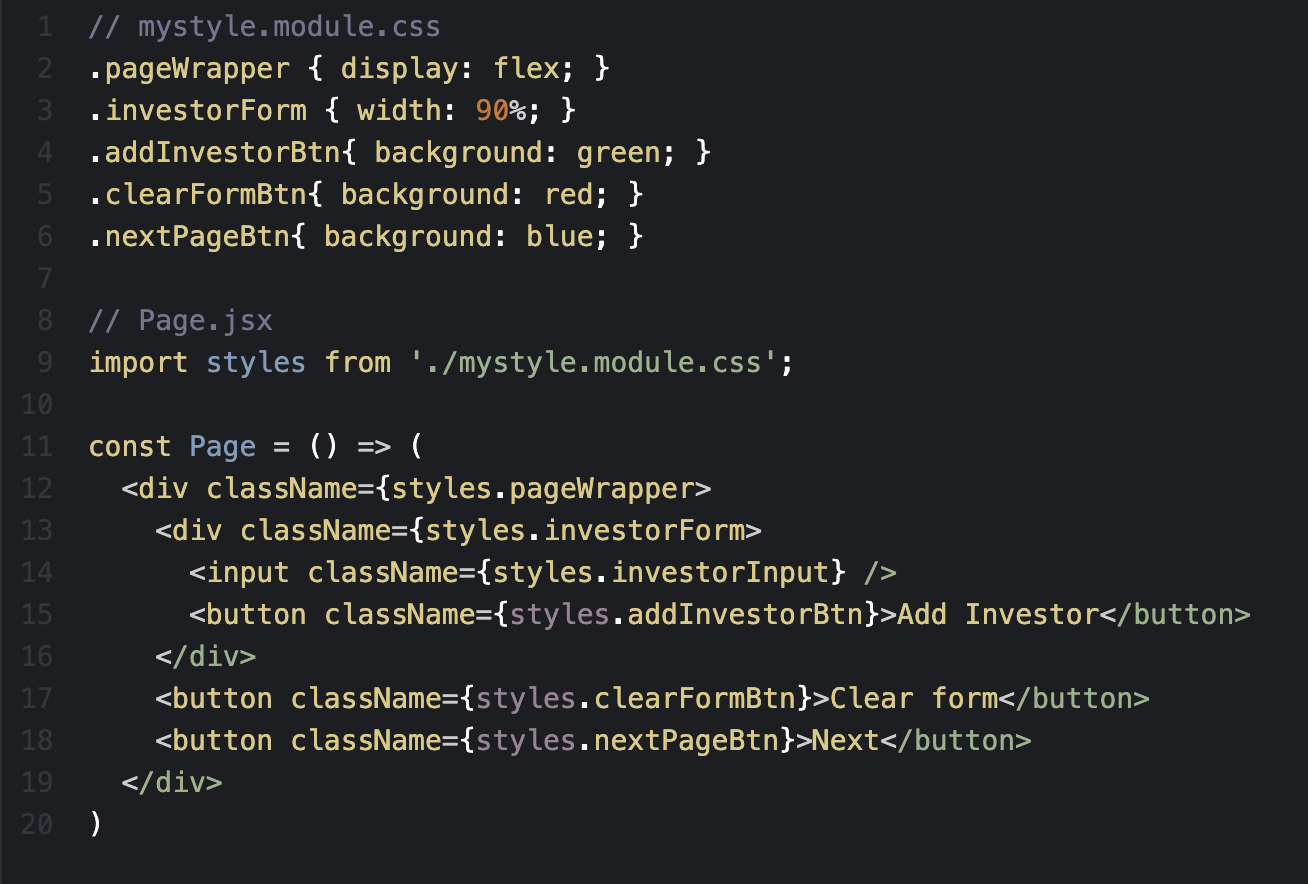 1 // mystyle.module.css
2 .pageWrapper { display: flex; }
3 .investorForm { width: 90%; }
4 .addInvestorBtn{ background: green; }
5 .clearFormBtn{ background: red; }
6 .nextPageBtn{ background: blue; }
7
8 // Page.jsx
9 import styles from './mystyle.module.css';
10
11 const Page = () => (
12   <div className={styles.pageWrapper>
13     <div className={styles.investorForm>
14       <input className={styles.investorInput} />
15       <button className={styles.addInvestorBtn}>Add Investor</button>
16     </div>
17     <button className={styles.clearFormBtn}>Clear form</button>
18     <button className={styles.nextPageBtn}>Next</button>
19   </div>
20 )